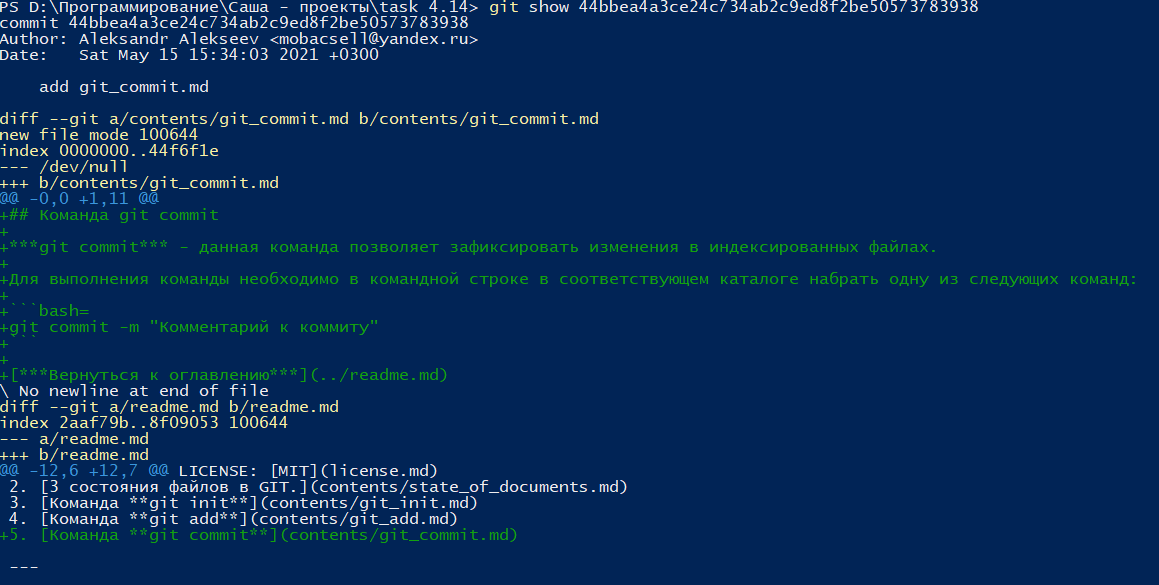 PS D:\Программирование\Саша - проекты\task 4.14> git show 44bbea4a3ce24c734ab2c9ed8f2be50573783938
commit 44bbea4a3ce24c734ab2c9ed8f2be50573783938
Author: Aleksandr Alekseev <mobacsell@yandex.ru>
Date:   Sat May 15 15:34:03 2021 +0300
    add git_commit.md
diff --git a/contents/git_commit.md b/contents/git_commit.md
new file mode 100644
index 0000000..44f6f1e
--- /dev/null
+++ b/contents/git_commit.md
@@ -0,0 +1,11 @@
+## Команда git commit
+
+***git commit*** - данная команда позволяет зафиксировать изменения в индексированных файлах.
+
+Для выполнения команды необходимо в командной строке в соответствующем каталоге набрать одну из следующих команд:
+
+```bash=
+git commit -m "Комментарий к коммиту"
+```
+
+[***Вернуться к оглавлению***](../readme.md)
\ No newline at end of file
diff --git a/readme.md b/readme.md
index 2aaf79b..8f09053 100644
--- a/readme.md
+++ b/readme.md
@@ -12,6 +12,7 @@ LICENSE: [MIT](license.md)
 2. [3 состояния файлов в GIT.](contents/state_of_documents.md)
 3. [Команда **git init**](contents/git_init.md)
 4. [Команда **git add**](contents/git_add.md)
+5. [Команда **git commit**](contents/git_commit.md)
 ---